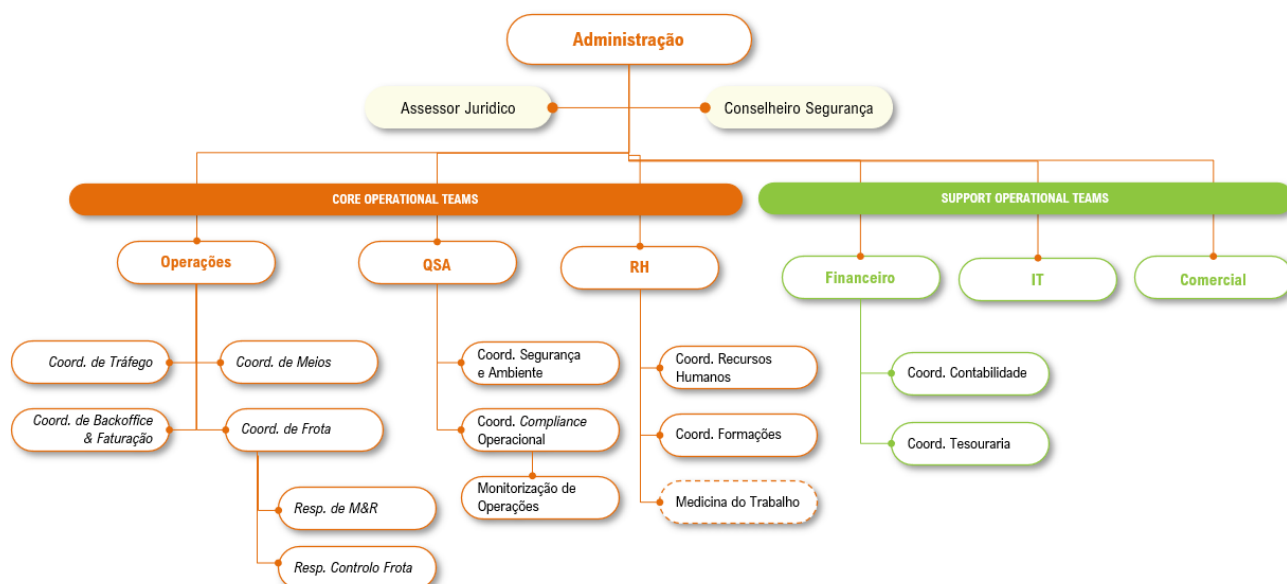 Administração
Assessor Juridico
Conselheiro Segurança
CORE OPERATIONAL TEAMS
SUPPORT OPERATIONAL TEAMS
Operações
QSA
RH
Financeiro
IT
Comercial
Coord. de Tráfego
Coord. de Meios
Coord. Segurança
e Ambiente
Coord. Recursos
Humanos
Coord. Contabilidade
Coord. de Backoffice
& Faturação
Coord. de Frota
Coord. Compliance
Operacional
Coord. Formações
Coord. Tesouraria
Resp. de M&R
Monitorização de
Operações
Medicina do Trabalho
Resp. Controlo Frota